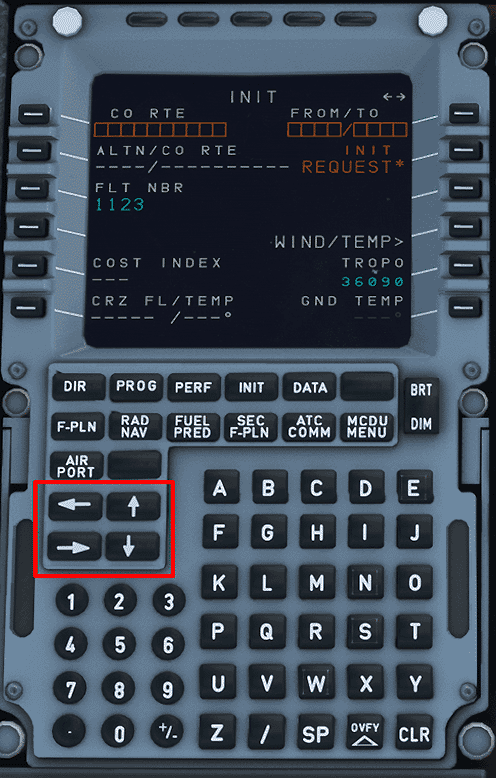 INIT ←→
CO RTE FROM/TO
□□□□□□□□□□ □□□□/□□□□
ALTN/CO RTE INIT
----/---------- REQUEST*
FLT NBR
1123
WIND/TEMP>
COST INDEX TROPO
--- 36090
CRZ FL/TEMP GND TEMP
----- /---° ---°
DIR PROG PERF INIT DATA BRT
F-PLN RAD NAV FUEL PRED SEC F-PLN ATC COMM MCDU MENU DIM
AIR PORT
← ↑
→ ↓
A B C D E
F G H I J
1 2 3 K L M N O
4 5 6 P Q R S T
7 8 9 U V W X Y
. 0 +/- Z / SP OVFY CLR